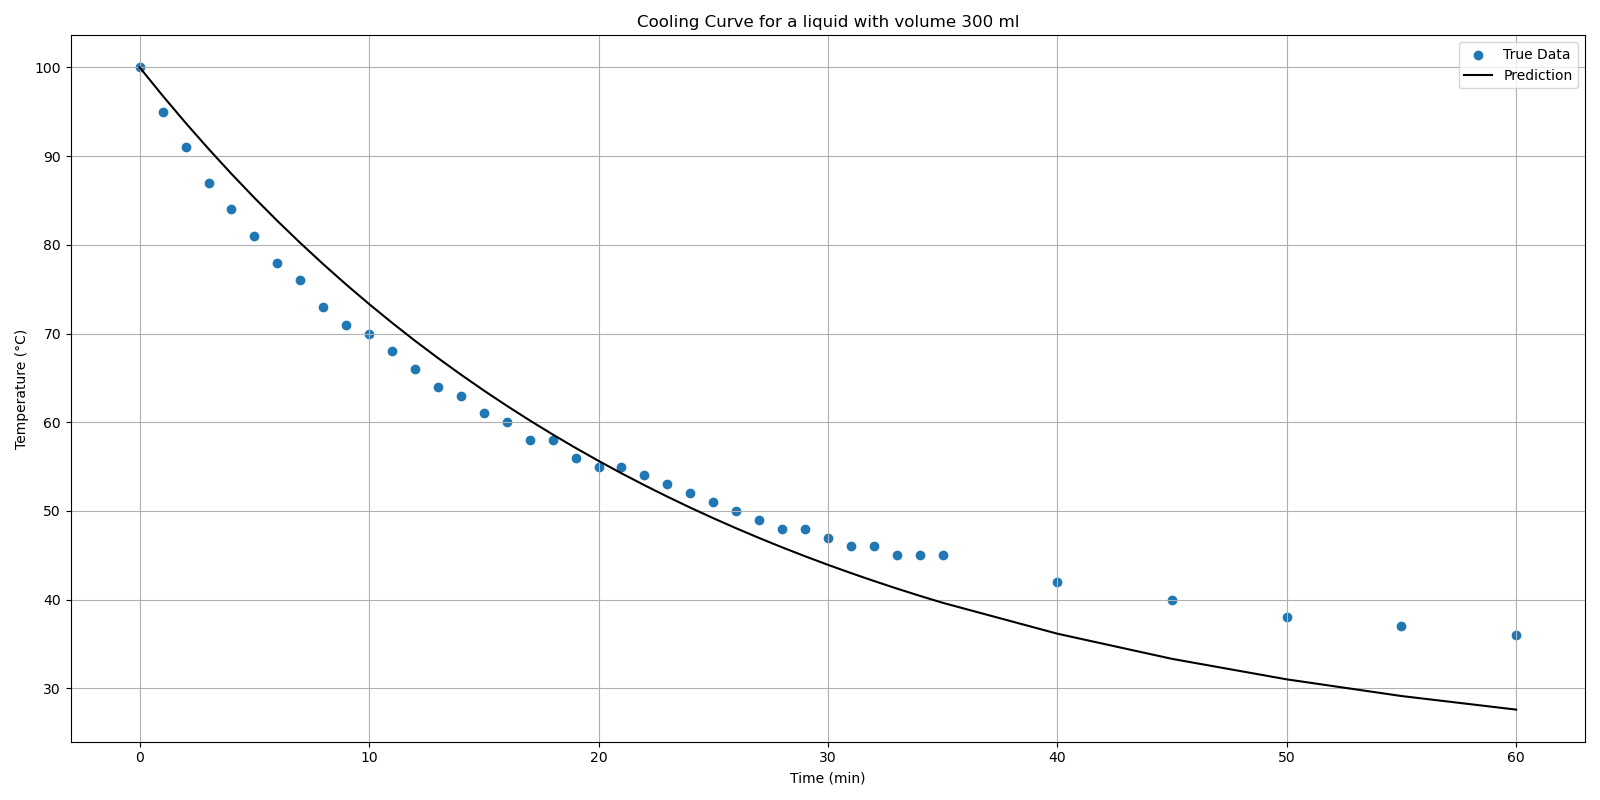 Cooling Curve for a liquid with volume 300 ml
True Data
Prediction
Temperature (°C)
100
90
80
70
60
50
40
30
0 10 20 30 40 50 60
Time (min)